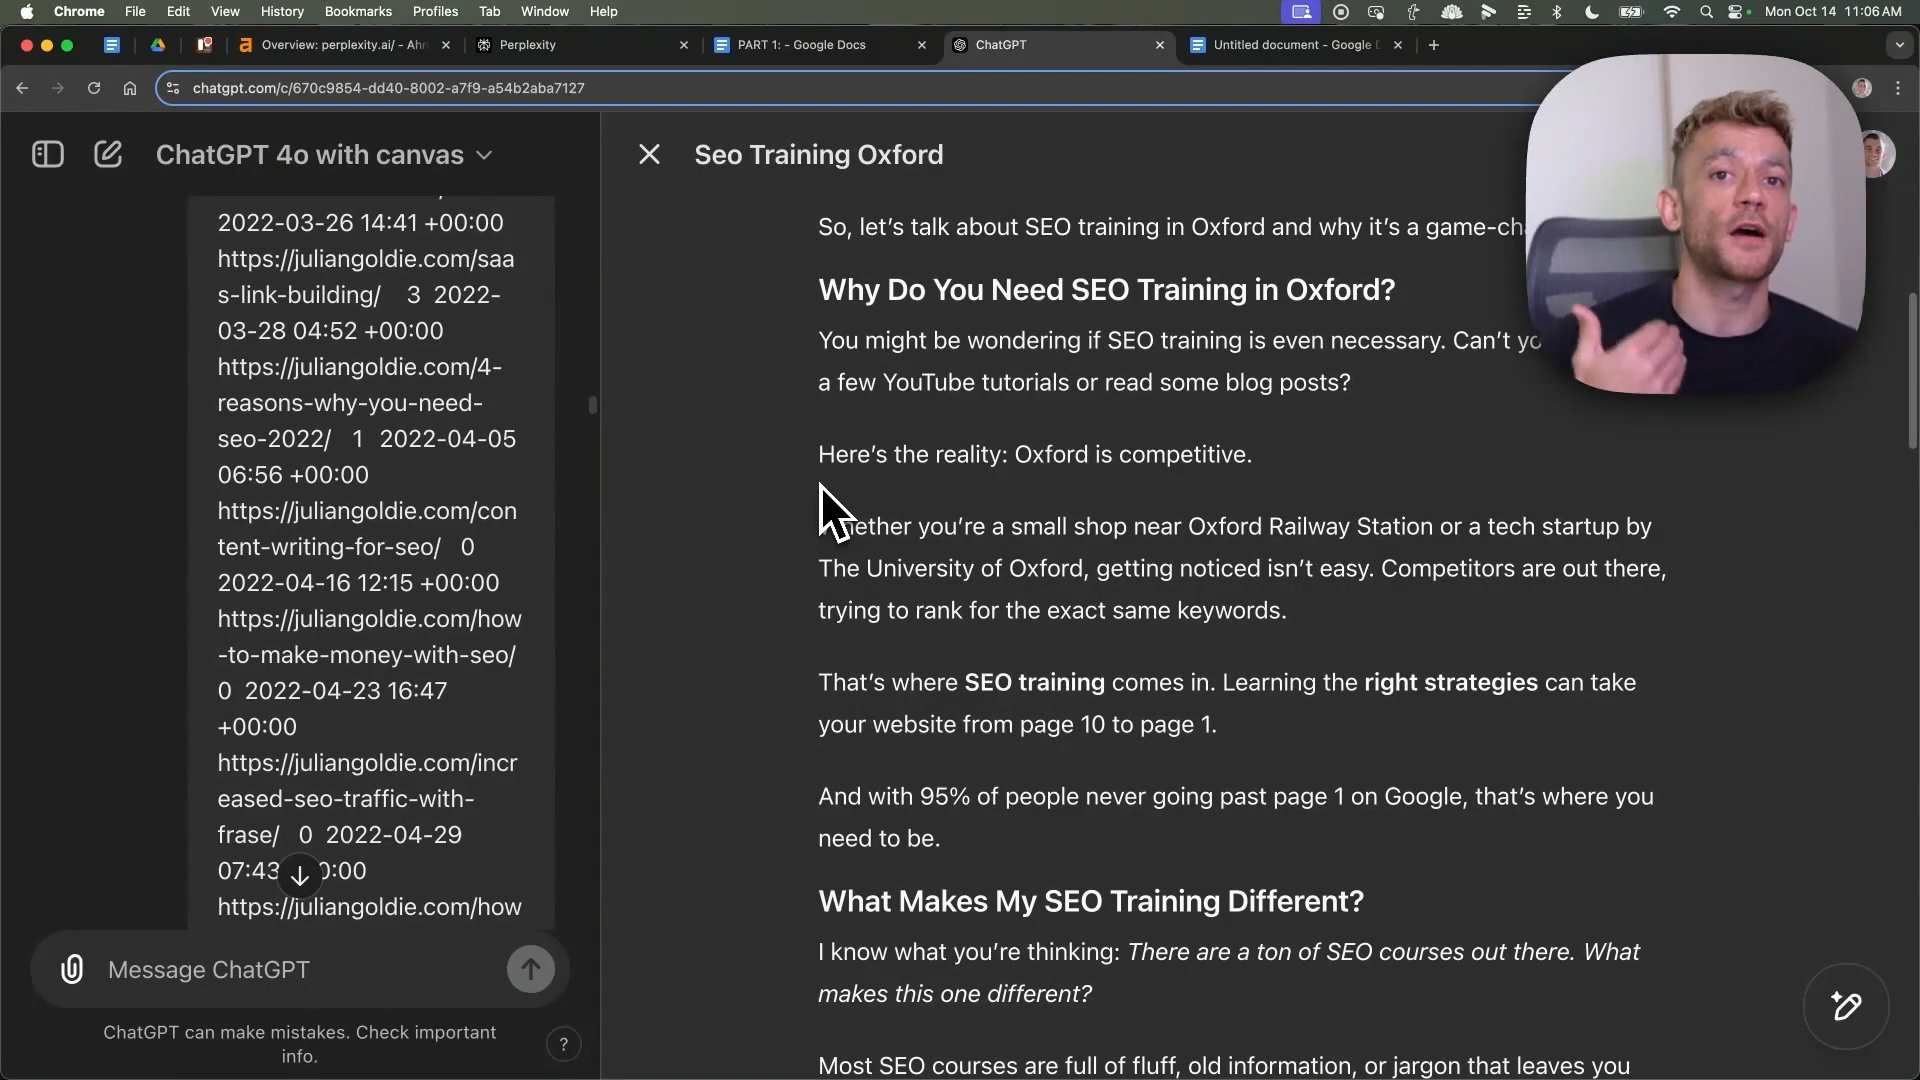 Chrome File Edit View History Bookmarks Profiles Tab Window Help Mon Oct 14 11:06 AM
Overview: perplexity.ai/ - Ahr
Perplexity
PART 1: - Google Docs
ChatGPT
Untitled document - Google D
chatgpt.com/c/670c9854-dd40-8002-a7f9-a54b2aba7127
ChatGPT 4o with canvas
2022-03-26 14:41 +00:00
https://juliangoldie.com/saa
s-link-building/ 3 2022-
03-28 04:52 +00:00
https://juliangoldie.com/4-
reasons-why-you-need-
seo-2022/ 1 2022-04-05
06:56 +00:00
https://juliangoldie.com/con
tent-writing-for-seo/ 0
2022-04-16 12:15 +00:00
https://juliangoldie.com/how
-to-make-money-with-seo/
0 2022-04-23 16:47
+00:00
https://juliangoldie.com/incr
eased-seo-traffic-with-
frase/ 0 2022-04-29
07:43 0:00
https://juliangoldie.com/how
Message ChatGPT
ChatGPT can make mistakes. Check important
info.
?
Seo Training Oxford
So, let's talk about SEO training in Oxford and why it's a game-ch
Why Do You Need SEO Training in Oxford?
You might be wondering if SEO training is even necessary. Can't yo
a few YouTube tutorials or read some blog posts?
Here's the reality: Oxford is competitive.
hether you're a small shop near Oxford Railway Station or a tech startup by
The University of Oxford, getting noticed isn't easy. Competitors are out there,
trying to rank for the exact same keywords.
That's where SEO training comes in. Learning the right strategies can take
your website from page 10 to page 1.
And with 95% of people never going past page 1 on Google, that's where you
need to be.
What Makes My SEO Training Different?
I know what you're thinking: There are a ton of SEO courses out there. What
makes this one different?
Most SEO courses are full of fluff, old information, or jargon that leaves you